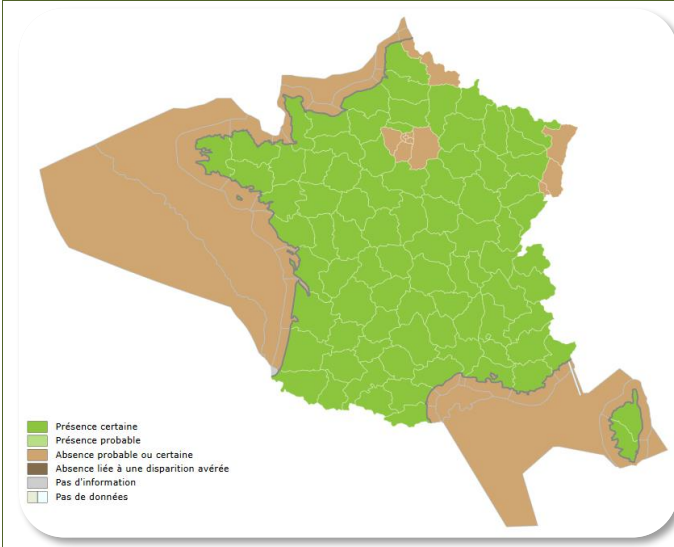 Présence certaine
Présence probable
Absence probable ou certaine
Absence liée à une disparition avérée
Pas d'information
Pas de données